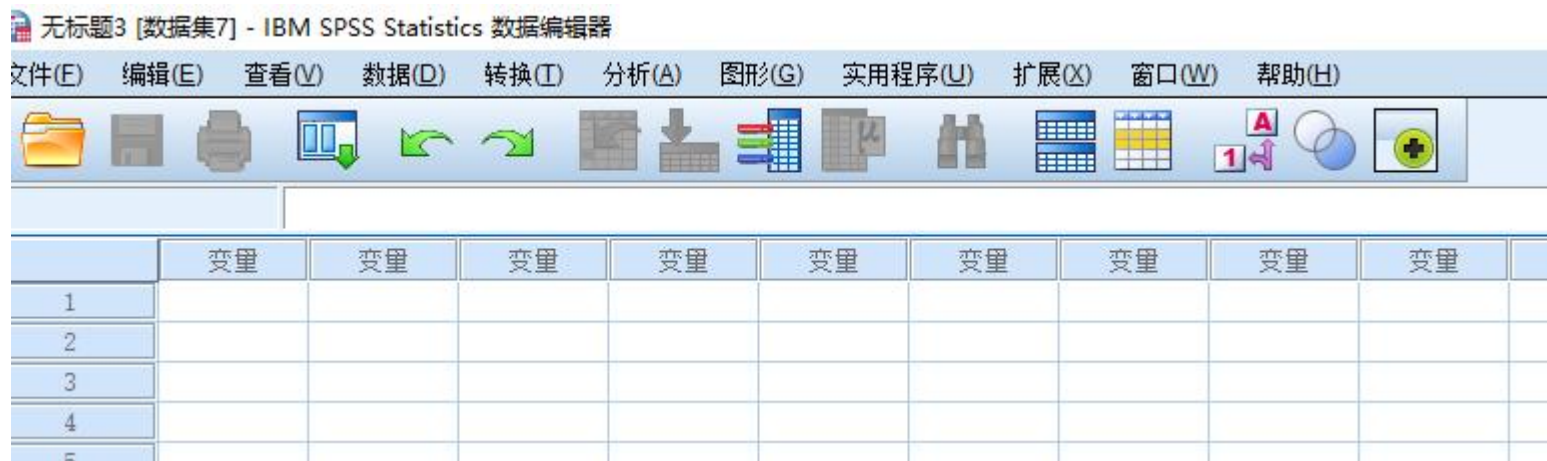 无标题3 [数据集7] - IBM SPSS Statistics 数据编辑器
文件(F) 编辑(E) 查看(V) 数据(D) 转换(T) 分析(A) 图形(G) 实用程序(U) 扩展(X) 窗口(W) 帮助(H)
μ A 1
变量 变量 变量 变量 变量 变量 变量 变量 变量
1
2
3
4
5